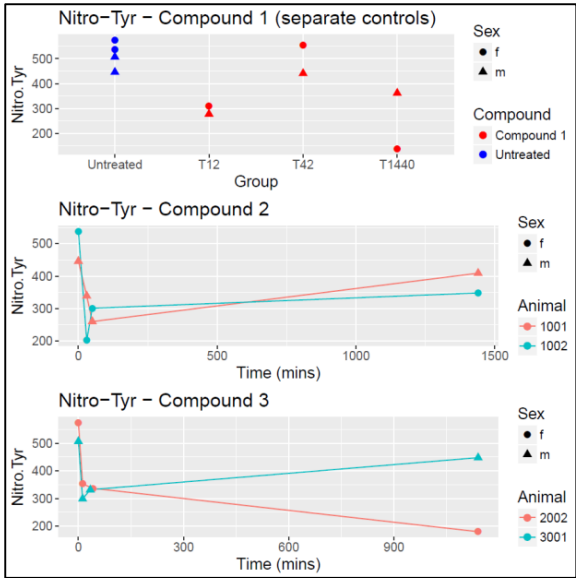 Nitro-Tyr − Compound 1 (separate controls)
Nitro.Tyr
500
400
300
200
Untreated T12 T42 T1440
Group
Sex
f
m
Compound
Compound 1
Untreated
Nitro-Tyr − Compound 2
Nitro.Tyr
500
400
300
200
0 500 1000 1500
Time (mins)
Sex
f
m
Animal
1001
1002
Nitro-Tyr − Compound 3
Nitro.Tyr
500
400
300
200
0 300 600 900
Time (mins)
Sex
f
m
Animal
2002
3001